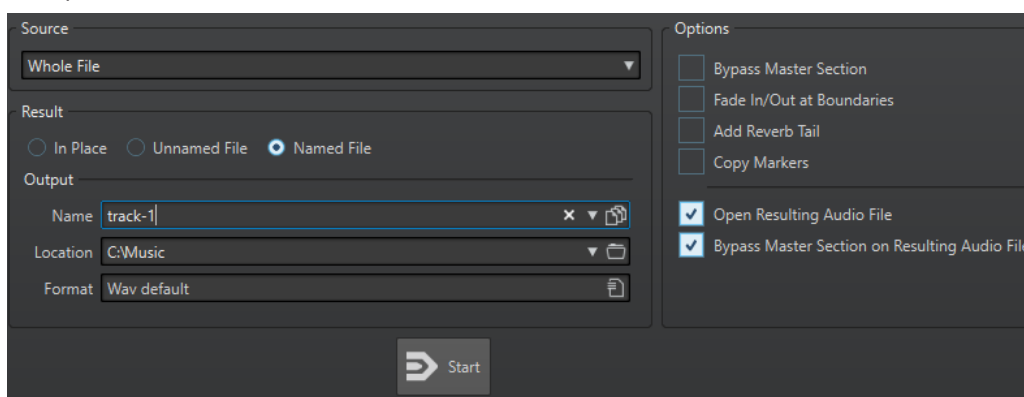 Source
Whole File
Result
In Place Unnamed File Named File
Output
Name track-1
Location C:\Music
Format Wav default
Start
Options
Bypass Master Section
Fade In/Out at Boundaries
Add Reverb Tail
Copy Markers
Open Resulting Audio File
Bypass Master Section on Resulting Audio